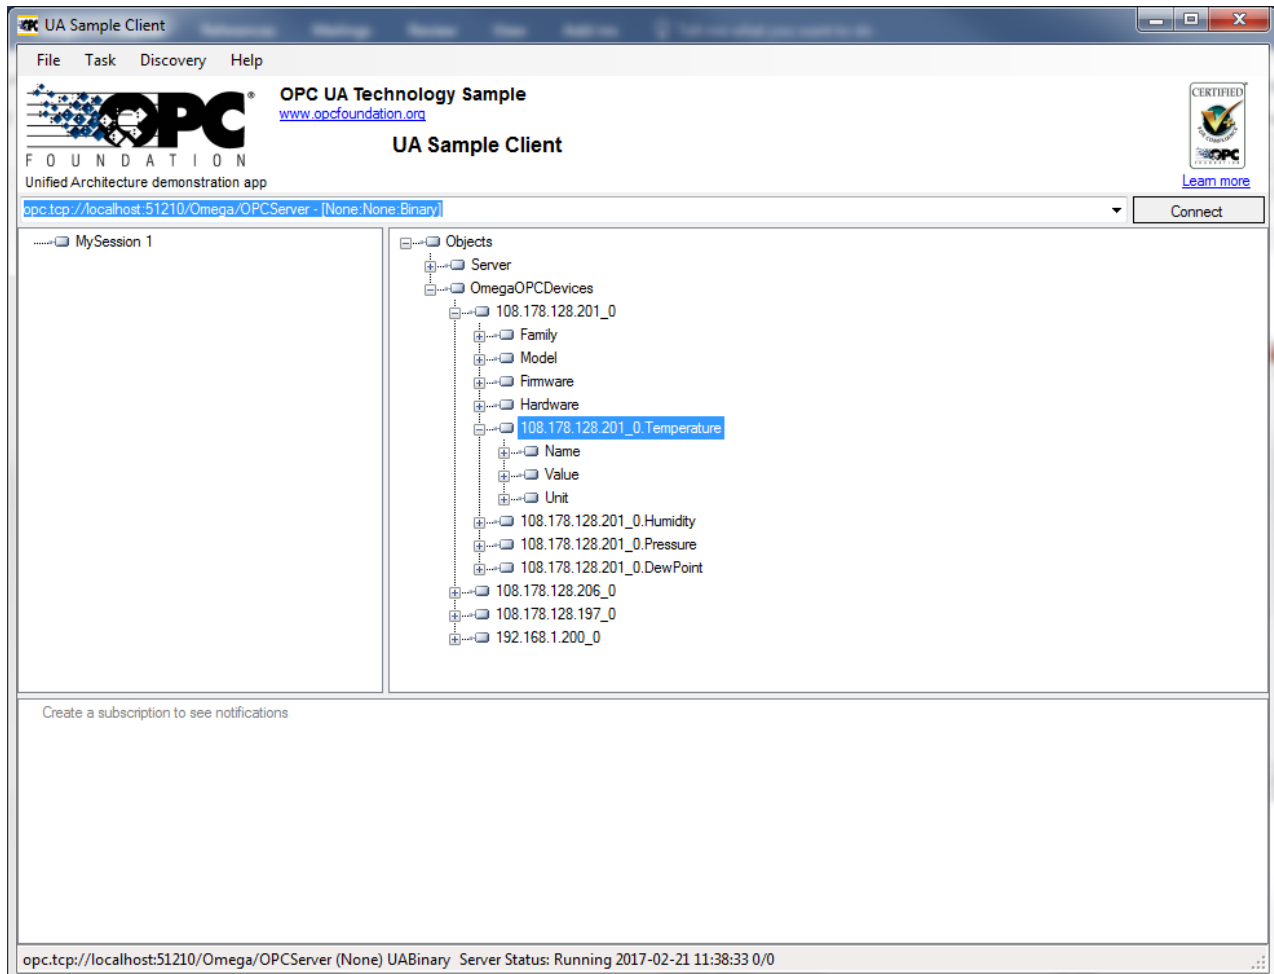 UA Sample Client
File Task Discovery Help
OPC
FOUNDATION
Unified Architecture demonstration app
OPC UA Technology Sample
www.opcfoundation.org
UA Sample Client
CERTIFIED
FOR COMPLIANCE
OPC
FOUNDATION
Learn more
opc.tcp://localhost:51210/Omega/OPCServer - [None:None:Binary]
Connect
MySession 1
Objects
Server
OmegaOPCDevices
108.178.128.201_0
Family
Model
Firmware
Hardware
108.178.128.201_0.Temperature
Name
Value
Unit
108.178.128.201_0.Humidity
108.178.128.201_0.Pressure
108.178.128.201_0.DewPoint
108.178.128.206_0
108.178.128.197_0
192.168.1.200_0
Create a subscription to see notifications
opc.tcp://localhost:51210/Omega/OPCServer (None) UABinary Server Status: Running 2017-02-21 11:38:33 0/0